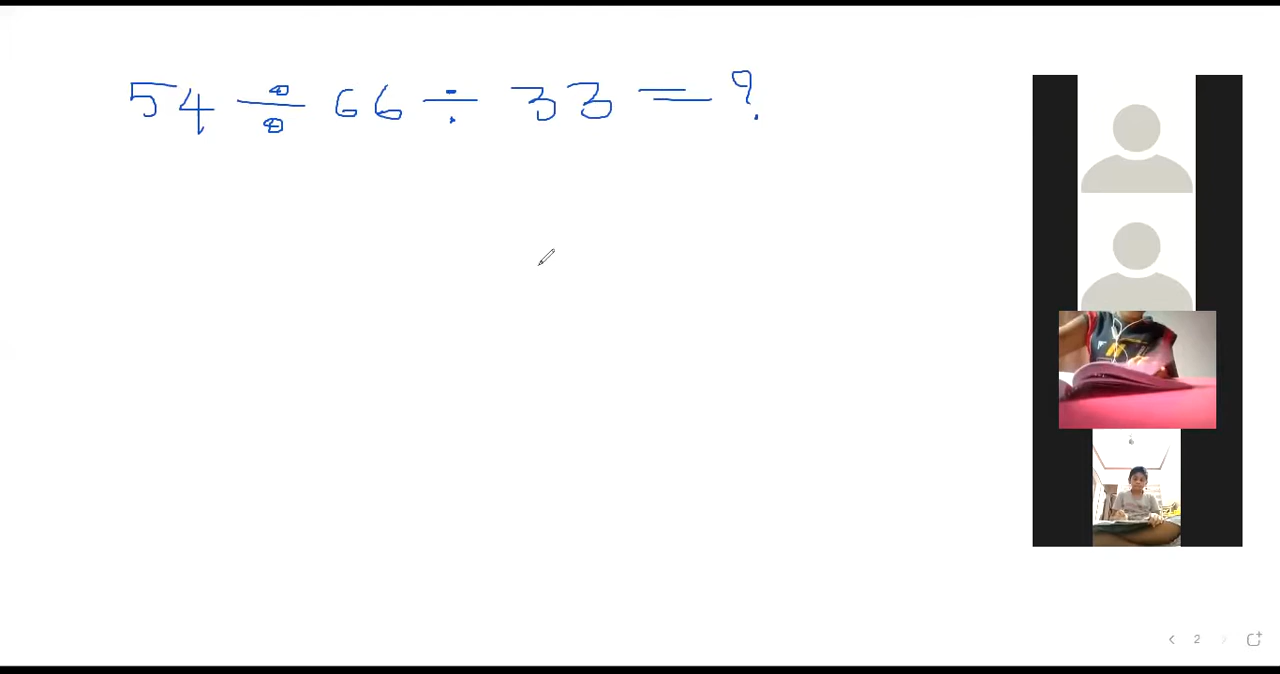 54 ÷ 66 ÷ 33 = ?
2